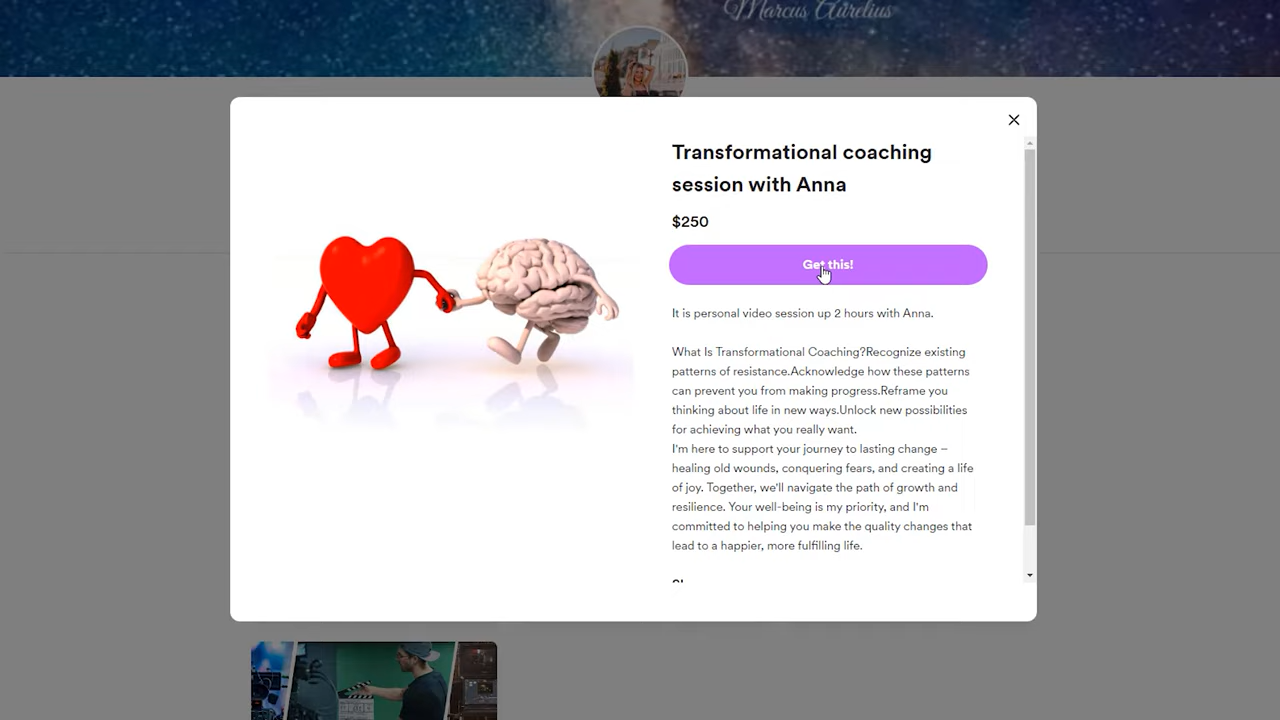 Marcus Aurelius
Transformational coaching
session with Anna
$250
Get this!
It is personal video session up 2 hours with Anna.
What Is Transformational Coaching?Recognize existing
patterns of resistance.Acknowledge how these patterns
can prevent you from making progress.Reframe you
thinking about life in new ways.Unlock new possibilities
for achieving what you really want.
I'm here to support your journey to lasting change –
healing old wounds, conquering fears, and creating a life
of joy. Together, we'll navigate the path of growth and
resilience. Your well-being is my priority, and I'm
committed to helping you make the quality changes that
lead to a happier, more fulfilling life.